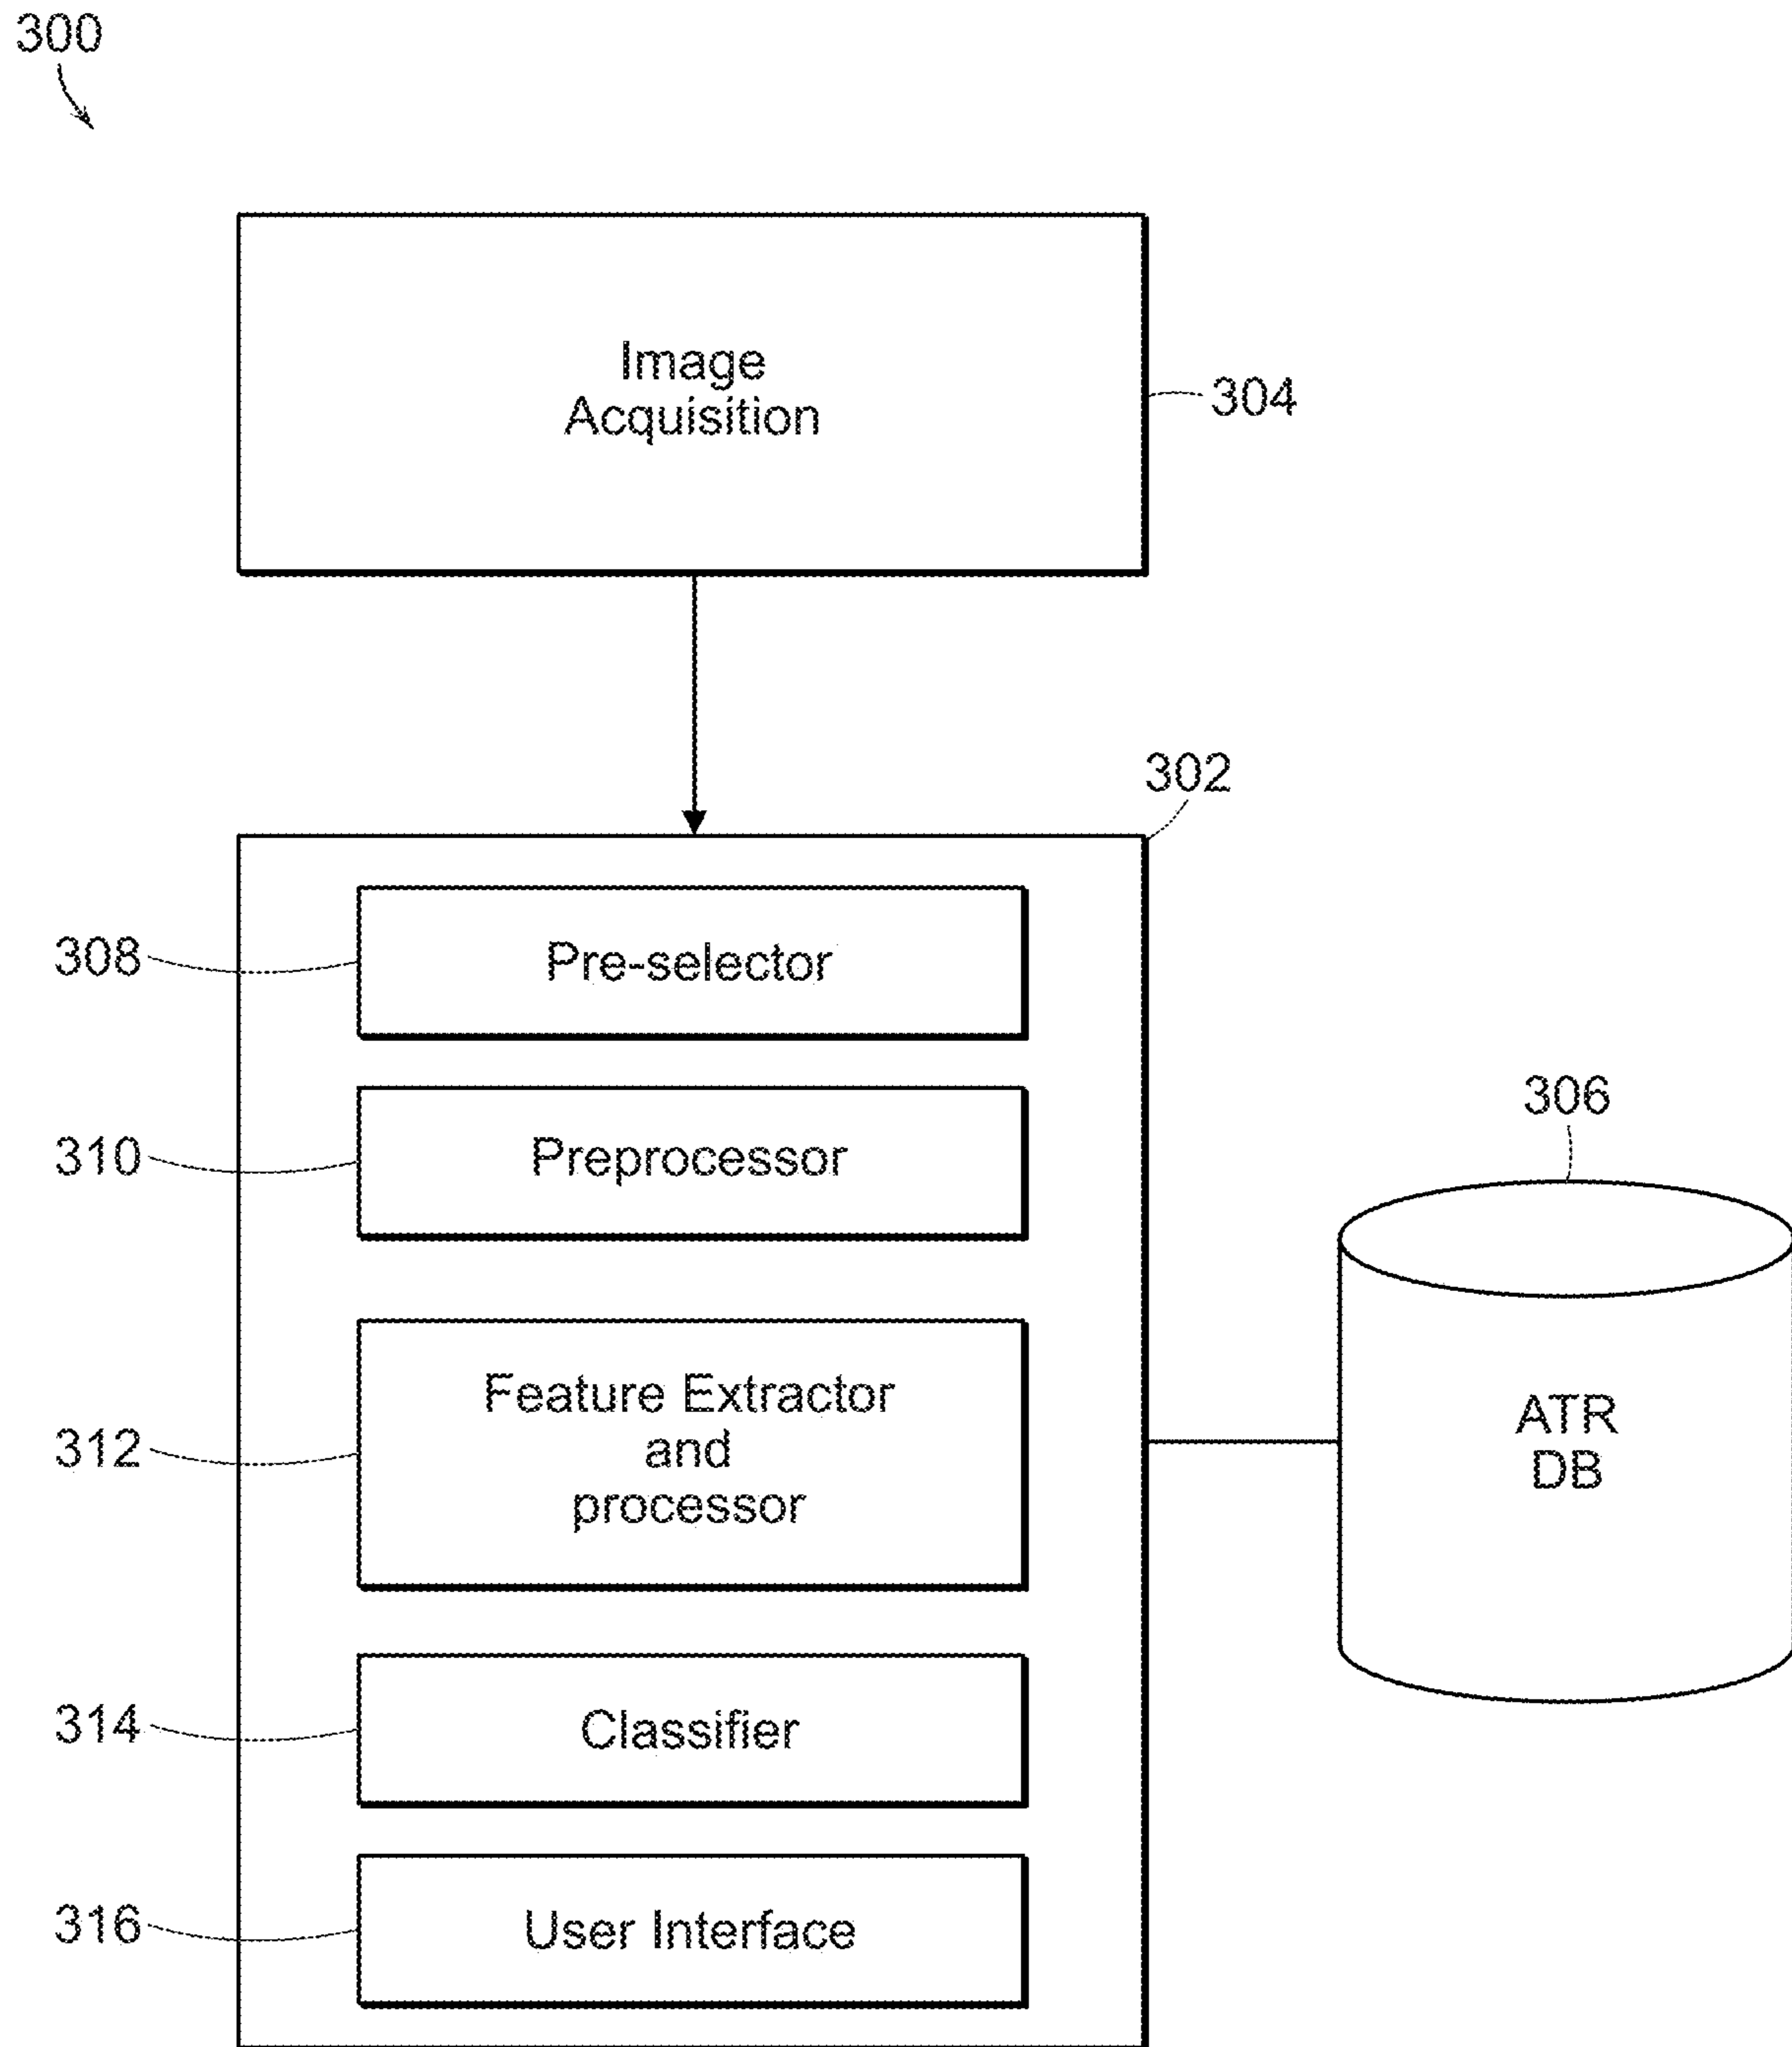 300
Image
Acquisition
304
302
308
Pre-selector
310
Preprocessor
306
312
Feature Extractor
and
processor
ATR
DB
314
Classifier
316
User Interface